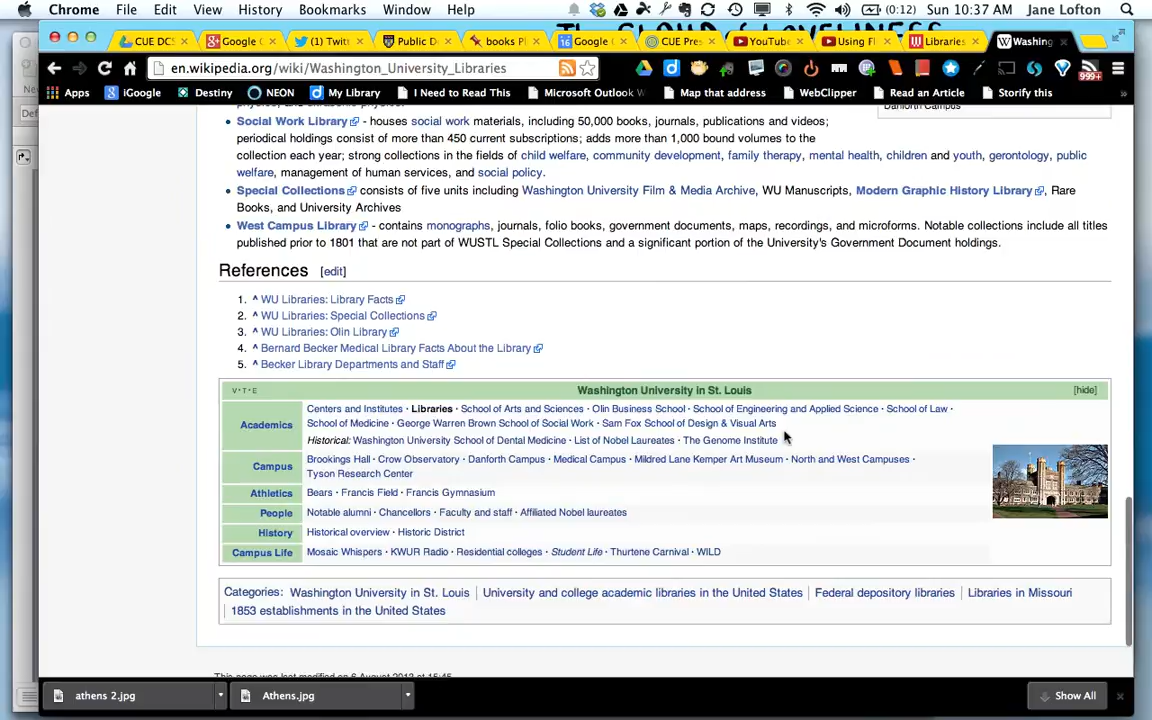 Chrome File Edit View History Bookmarks Window Help (0:12) Sun 10:37 AM Jane Lofton
CUE DCS Google C (1) Twitt Public D books P Google CUE Pres YouTube Using Fl Libraries Washing
en.wikipedia.org/wiki/Washington_University_Libraries 999+
Apps iGoogle Destiny NEON My Library I Need to Read This Microsoft Outlook W Map that address WebClipper Read an Article Storify this »
Danforth Campus
• Social Work Library - houses social work materials, including 50,000 books, journals, publications and videos;
periodical holdings consist of more than 450 current subscriptions; adds more than 1,000 bound volumes to the
collection each year; strong collections in the fields of child welfare, community development, family therapy, mental health, children and youth, gerontology, public
welfare, management of human services, and social policy.
• Special Collections consists of five units including Washington University Film & Media Archive, WU Manuscripts, Modern Graphic History Library, Rare
Books, and University Archives
• West Campus Library - contains monographs, journals, folio books, government documents, maps, recordings, and microforms. Notable collections include all titles
published prior to 1801 that are not part of WUSTL Special Collections and a significant portion of the University's Government Document holdings.
References [edit]
1. ^ WU Libraries: Library Facts
2. ^ WU Libraries: Special Collections
3. ^ WU Libraries: Olin Library
4. ^ Bernard Becker Medical Library Facts About the Library
5. ^ Becker Library Departments and Staff
V · T · E Washington University in St. Louis [hide]
Academics
Centers and Institutes · Libraries · School of Arts and Sciences · Olin Business School · School of Engineering and Applied Science · School of Law ·
School of Medicine · George Warren Brown School of Social Work · Sam Fox School of Design & Visual Arts
Historical: Washington University School of Dental Medicine · List of Nobel Laureates · The Genome Institute
Campus
Brookings Hall · Crow Observatory · Danforth Campus · Medical Campus · Mildred Lane Kemper Art Museum · North and West Campuses ·
Tyson Research Center
Athletics Bears · Francis Field · Francis Gymnasium
People Notable alumni · Chancellors · Faculty and staff · Affiliated Nobel laureates
History Historical overview · Historic District
Campus Life Mosaic Whispers · KWUR Radio · Residential colleges · Student Life · Thurtene Carnival · WILD
Categories: Washington University in St. Louis | University and college academic libraries in the United States | Federal depository libraries | Libraries in Missouri
| 1853 establishments in the United States
athens 2.jpg Athens.jpg Show All